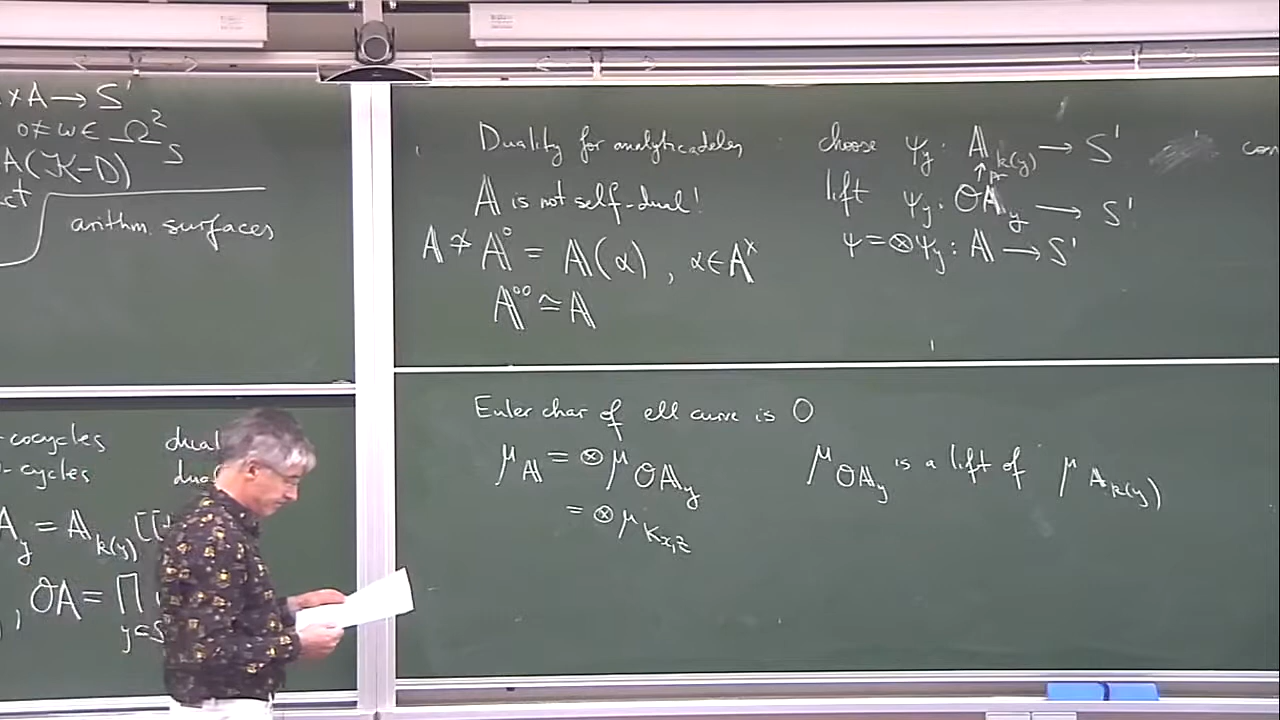 ×A → S'
0≠ω∈ Ω²_S
A(K-D)
arithm. surfaces
-cocycles dual
-cycles
A_y = A_k(y) [[
, OA = ∏
y⊂S
Duality for analytic adeles
A is not self-dual!
A ≄ A° = A(α), α∈A^×
A°° ≃ A
choose ψ_y : A_k(y) → S'
lift ψ_y : OA_y → S'
ψ = ⊗ψ_y : A → S'
Euler char of ell curve is 0
μ_A = ⊗ μ_OA_y
= ⊗ μ_K_x,z
μ_OA_y is a lift of μ_A_k(y)